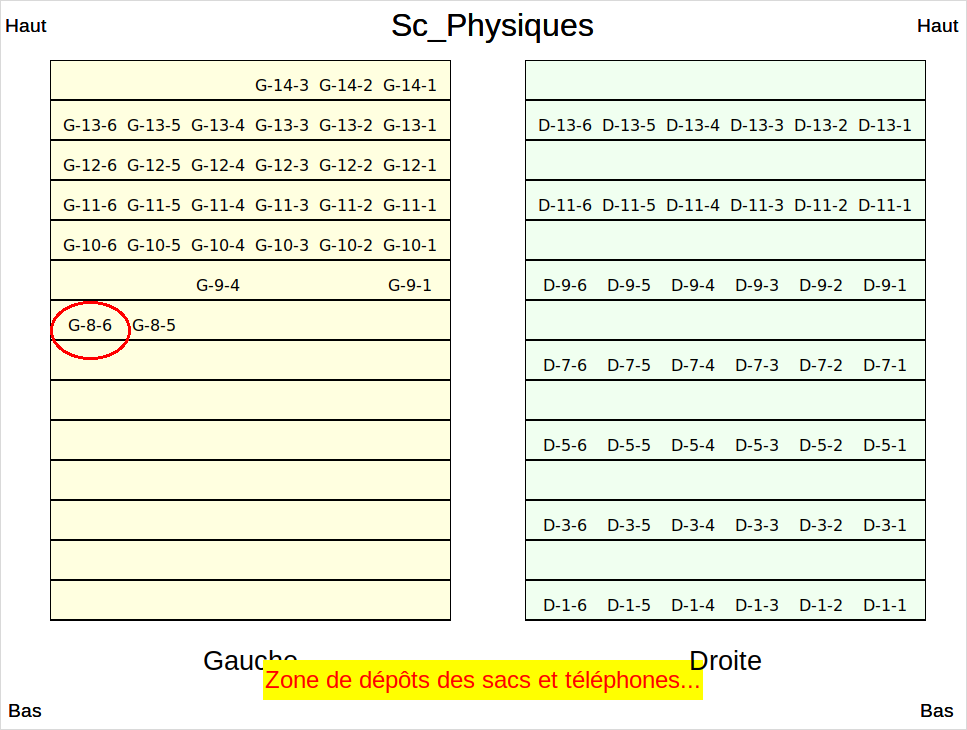 Haut Sc_Physiques Haut
G-14-3 G-14-2 G-14-1
G-13-6 G-13-5 G-13-4 G-13-3 G-13-2 G-13-1 D-13-6 D-13-5 D-13-4 D-13-3 D-13-2 D-13-1
G-12-6 G-12-5 G-12-4 G-12-3 G-12-2 G-12-1
G-11-6 G-11-5 G-11-4 G-11-3 G-11-2 G-11-1 D-11-6 D-11-5 D-11-4 D-11-3 D-11-2 D-11-1
G-10-6 G-10-5 G-10-4 G-10-3 G-10-2 G-10-1
G-9-4 G-9-1 D-9-6 D-9-5 D-9-4 D-9-3 D-9-2 D-9-1
G-8-6 G-8-5
D-7-6 D-7-5 D-7-4 D-7-3 D-7-2 D-7-1
D-5-6 D-5-5 D-5-4 D-5-3 D-5-2 D-5-1
D-3-6 D-3-5 D-3-4 D-3-3 D-3-2 D-3-1
D-1-6 D-1-5 D-1-4 D-1-3 D-1-2 D-1-1
Gauche Droite
Zone de dépôts des sacs et téléphones...
Bas Bas